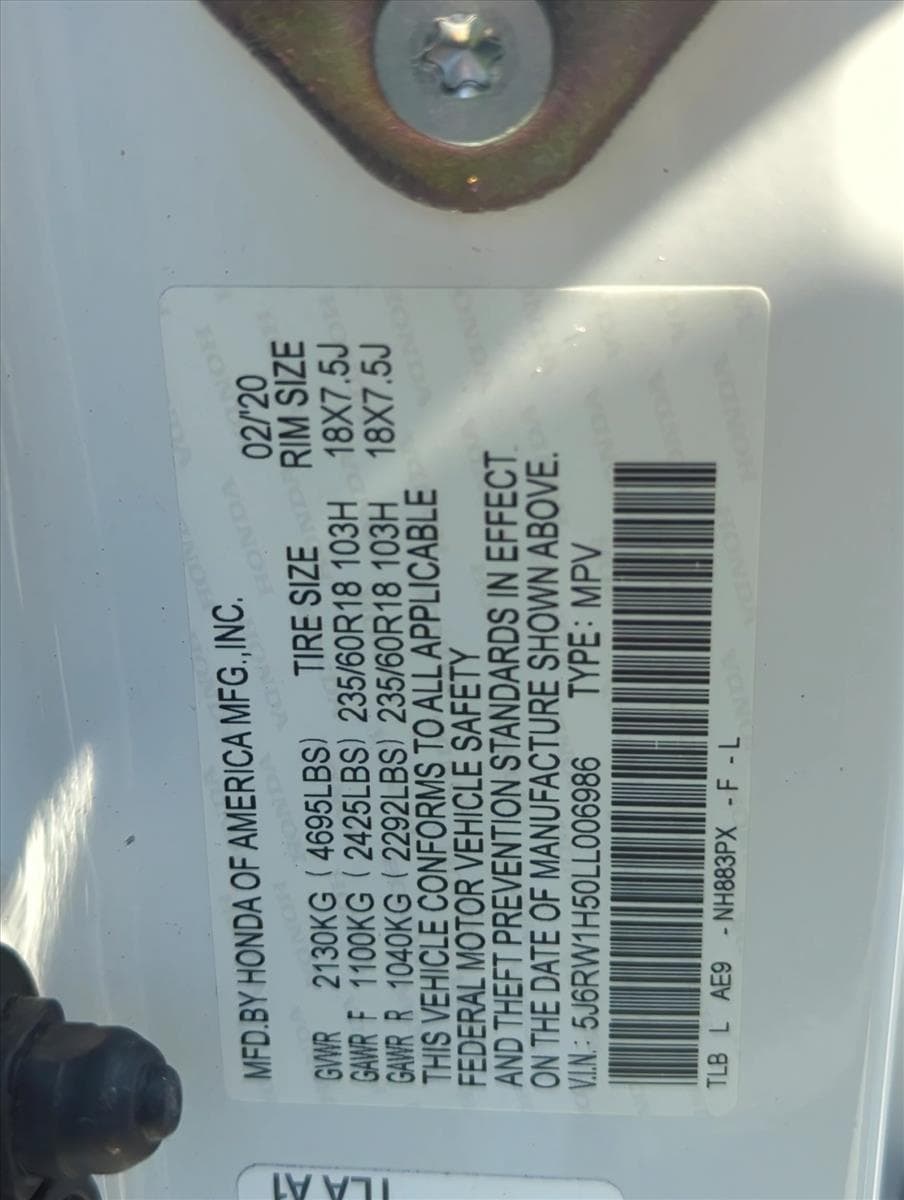 MFD.BY HONDA OF AMERICA MFG.,INC. 02/'20
TIRE SIZE RIM SIZE
GVWR 2130KG ( 4695LBS)
GAWR F 1100KG ( 2425LBS) 235/60R18 103H 18X7.5J
GAWR R 1040KG ( 2292LBS) 235/60R18 103H 18X7.5J
THIS VEHICLE CONFORMS TO ALL APPLICABLE
FEDERAL MOTOR VEHICLE SAFETY
AND THEFT PREVENTION STANDARDS IN EFFECT
ON THE DATE OF MANUFACTURE SHOWN ABOVE.
V.I.N.: 5J6RW1H50LL006986 TYPE: MPV
TLB L AE9 -NH883PX -F -L
TLA A1